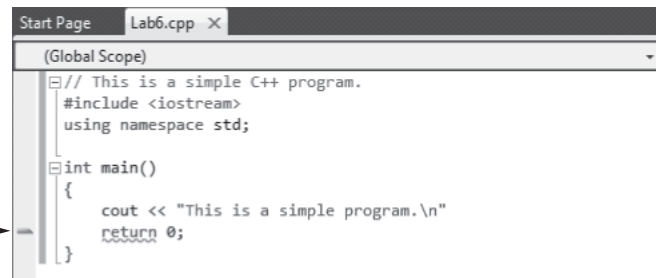 Start Page Lab6.cpp
(Global Scope)
// This is a simple C++ program.
#include <iostream>
using namespace std;
int main()
{
cout << "This is a simple program.\n"
return 0;
}